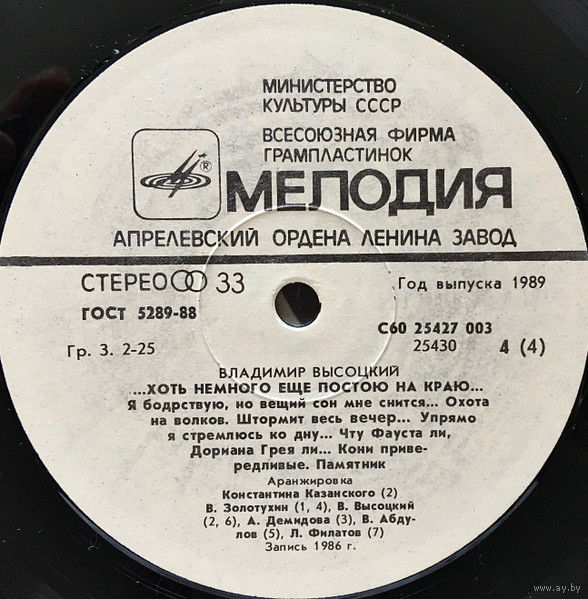 МИНИСТЕРСТВО
КУЛЬТУРЫ СССР
ВСЕСОЮЗНАЯ ФИРМА
ГРАМПЛАСТИНОК
®
МЕЛОДИЯ
АПРЕЛЕВСКИЙ ОРДЕНА ЛЕНИНА ЗАВОД
СТЕРЕО 33
Год выпуска 1989
ГОСТ 5289-88
С60 25427 003
Гр. 3. 2-25
25430
4 (4)
ВЛАДИМИР ВЫСОЦКИЙ
....ХОТЬ НЕМНОГО ЕЩЕ ПОСТОЮ НА КРАЮ...
Я бодрствую, но вещий сон мне снится... Охота
на волков. Штормит весь вечер... Упрямо
я стремлюсь ко дну... Чту Фауста ли,
Дориана Грея ли... Кони приве-
редливые. Памятник
Аранжировка
Константина Казанского (2)
В. Золотухин (1, 4), В. Высоцкий
(2, 6), А. Демидова (3), В. Абду-
лов (5), Л. Филатов (7)
Запись 1986 г.
www.ay.by